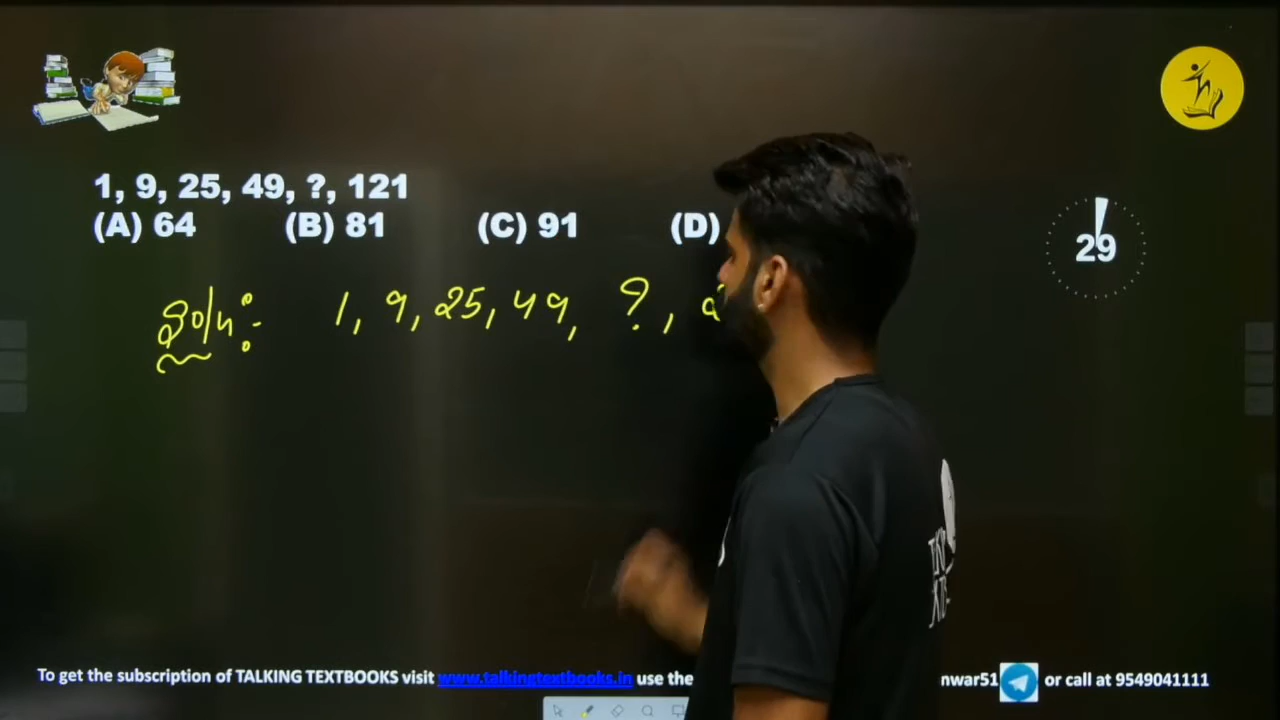 1, 9, 25, 49, ?, 121
(A) 64 (B) 81 (C) 91 (D)
29
Soln:- 1, 9, 25, 49, ?,
To get the subscription of TALKING TEXTBOOKS visit www.talkingtextbooks.in use the nwar51 or call at 9549041111